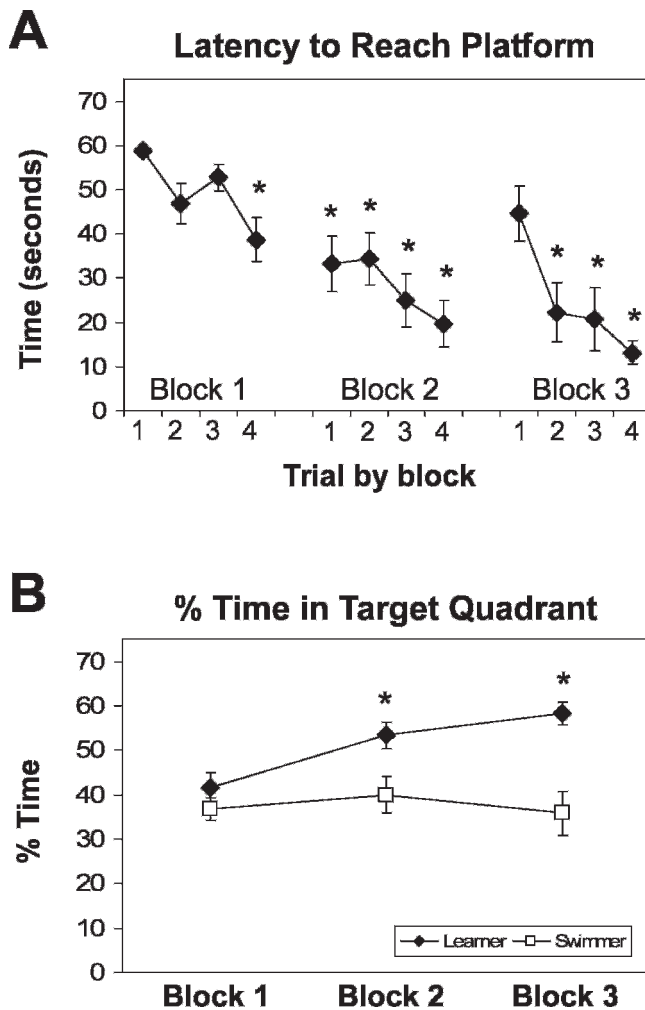 A
Latency to Reach Platform
Time (seconds)
70
60
50
40
30
20
10
0
*
* * * *
* * *
Block 1 Block 2 Block 3
1 2 3 4 1 2 3 4 1 2 3 4
Trial by block
B
% Time in Target Quadrant
% Time
70
60
50
40
30
20
10
0
* *
Learner Swimmer
Block 1 Block 2 Block 3